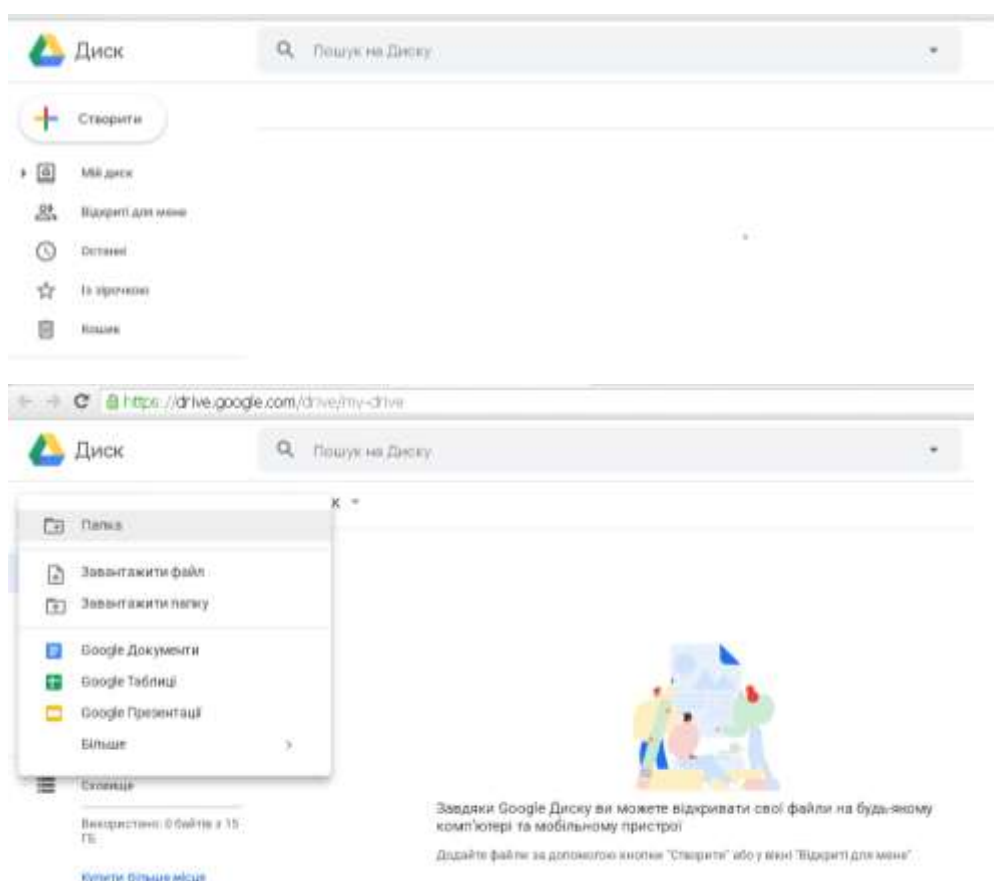 Диск
Пошук на Диску
Створити
Мій диск
Відкриті для мене
Останні
Із зірочкою
Кошик
https://drive.google.com/drive/my-drive
Диск
Пошук на Диску
к
Папка
Завантажити файл
Завантажити папку
Google Документи
Google Таблиці
Google Презентації
Більше
Сховище
Використано: 0 байтів з 15
ГБ
Купити більше місця
Завдяки Google Диску ви можете відкривати свої файли на будь-якому
комп'ютері та мобільному пристрої
Додайте файли за допомогою кнопки "Створити" або у вікні "Відкриті для мене"